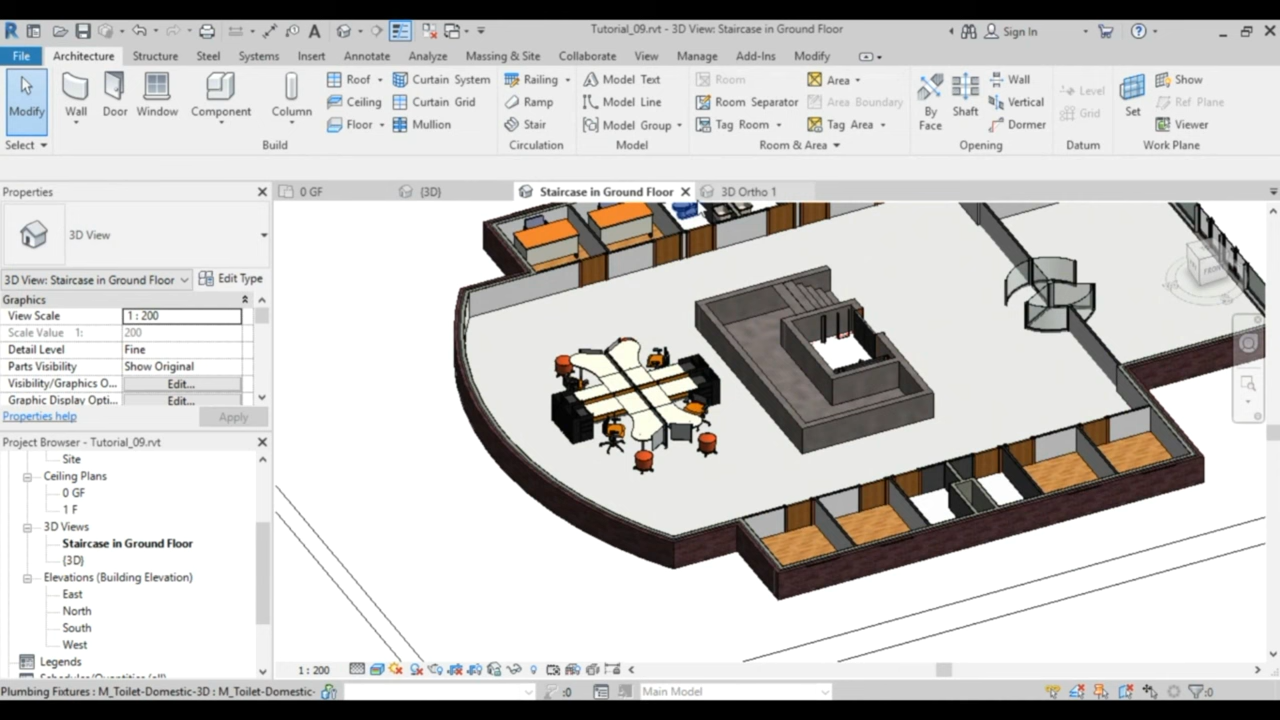 Tutorial_09.rvt - 3D View: Staircase in Ground Floor
Sign In
File Architecture Structure Steel Systems Insert Annotate Analyze Massing & Site Collaborate View Manage Add-Ins Modify
Modify Wall Door Window Component Column
Roof Curtain System Railing Model Text Room Area Wall Level Show
Ceiling Curtain Grid Ramp Model Line Room Separator Area Boundary By Face Shaft Vertical Grid Set Ref Plane
Floor Mullion Stair Model Group Tag Room Tag Area Dormer Viewer
Select Build Circulation Model Room & Area Opening Datum Work Plane
Properties
0 GF {3D} Staircase in Ground Floor 3D Ortho 1
3D View
3D View: Staircase in Ground Floor Edit Type
Graphics
View Scale 1 : 200
Scale Value 1: 200
Detail Level Fine
Parts Visibility Show Original
Visibility/Graphics O... Edit...
Graphic Display Opti... Edit...
Properties help Apply
Project Browser - Tutorial_09.rvt
Site
Ceiling Plans
0 GF
1 F
3D Views
Staircase in Ground Floor
{3D}
Elevations (Building Elevation)
East
North
South
West
Legends
FRONT
1 : 200
Plumbing Fixtures : M_Toilet-Domestic-3D : M_Toilet-Domestic-
:0
Main Model
:0